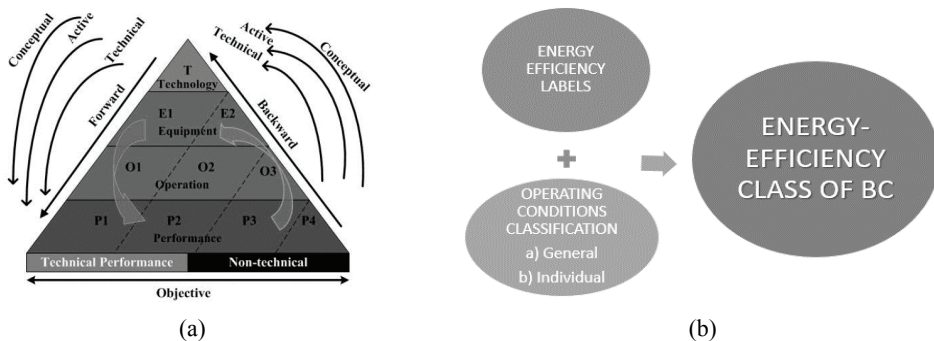 Conceptual
Active
Technical
Forward
Active
Technical
Conceptual
Backward
T
Technology
E1 E2
Equipment
O1 O2 O3
Operation
P1 P2 P3 P4
Performance
Technical Performance Non-technical
Objective
(a)
ENERGY
EFFICIENCY
LABELS
+
OPERATING
CONDITIONS
CLASSIFICATION
a) General
b) Individual
ENERGY-
EFFICIENCY
CLASS OF BC
(b)